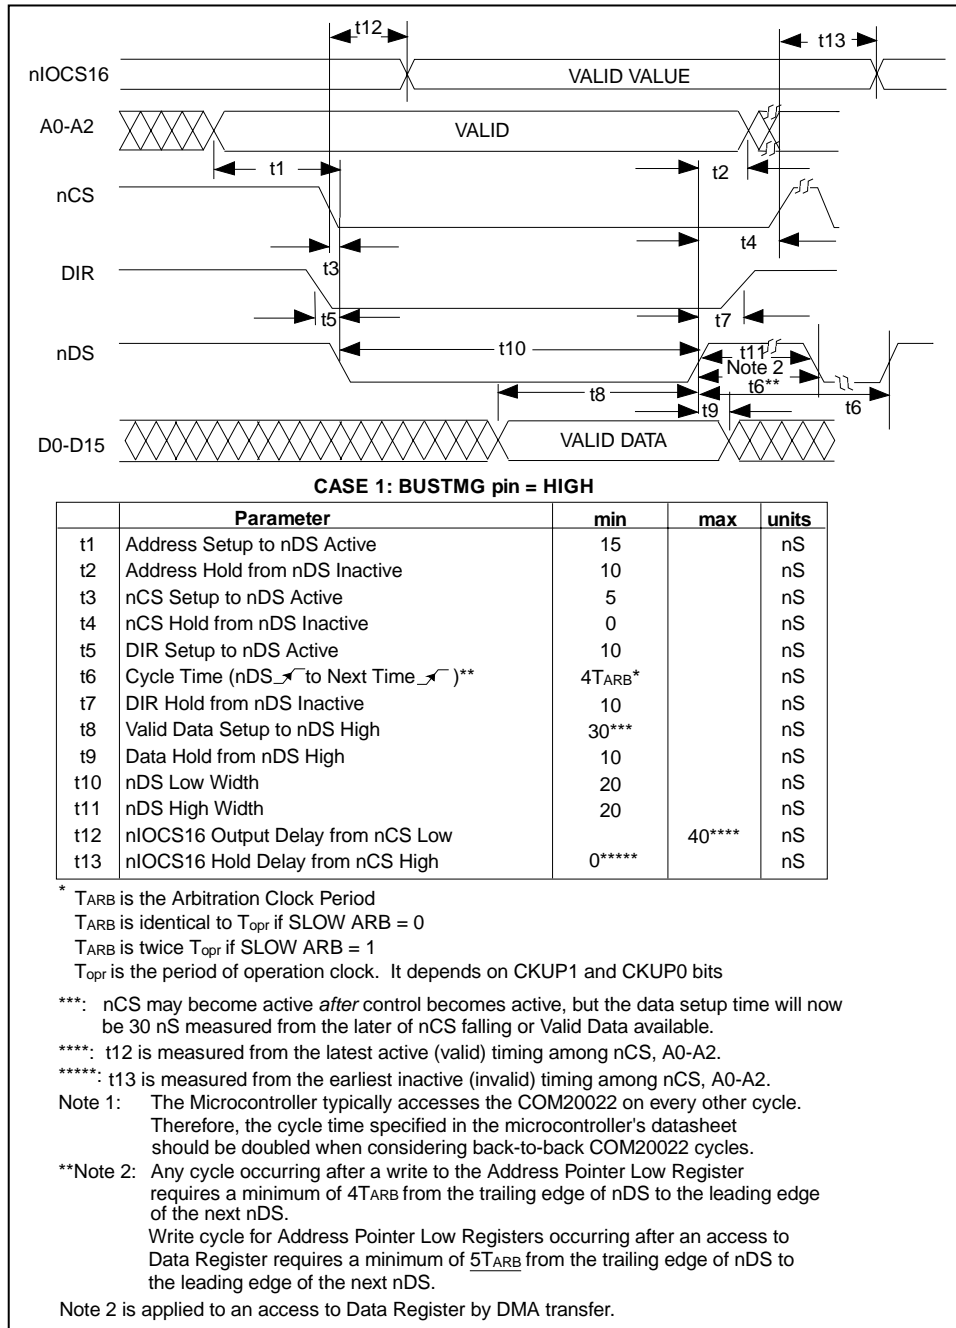 t12
t13
nIOCS16
VALID VALUE
A0-A2
VALID
t1
t2
nCS
t4
t3
DIR
t5
t7
nDS
t10
t11
Note 2
t6**
t8
t6
t9
D0-D15
VALID DATA
CASE 1: BUSTMG pin = HIGH
Parameter min max units
t1 Address Setup to nDS Active 15 nS
t2 Address Hold from nDS Inactive 10 nS
t3 nCS Setup to nDS Active 5 nS
t4 nCS Hold from nDS Inactive 0 nS
t5 DIR Setup to nDS Active 10 nS
t6 Cycle Time (nDS to Next Time )** 4TARB* nS
t7 DIR Hold from nDS Inactive 10 nS
t8 Valid Data Setup to nDS High 30*** nS
t9 Data Hold from nDS High 10 nS
t10 nDS Low Width 20 nS
t11 nDS High Width 20 nS
t12 nIOCS16 Output Delay from nCS Low 40**** nS
t13 nIOCS16 Hold Delay from nCS High 0***** nS
* TARB is the Arbitration Clock Period
TARB is identical to Topr if SLOW ARB = 0
TARB is twice Topr if SLOW ARB = 1
Topr is the period of operation clock. It depends on CKUP1 and CKUP0 bits
***: nCS may become active after control becomes active, but the data setup time will now
be 30 nS measured from the later of nCS falling or Valid Data available.
****: t12 is measured from the latest active (valid) timing among nCS, A0-A2.
*****: t13 is measured from the earliest inactive (invalid) timing among nCS, A0-A2.
Note 1: The Microcontroller typically accesses the COM20022 on every other cycle.
Therefore, the cycle time specified in the microcontroller's datasheet
should be doubled when considering back-to-back COM20022 cycles.
**Note 2: Any cycle occurring after a write to the Address Pointer Low Register
requires a minimum of 4TARB from the trailing edge of nDS to the leading edge
of the next nDS.
Write cycle for Address Pointer Low Registers occurring after an access to
Data Register requires a minimum of 5TARB from the trailing edge of nDS to
the leading edge of the next nDS.
Note 2 is applied to an access to Data Register by DMA transfer.